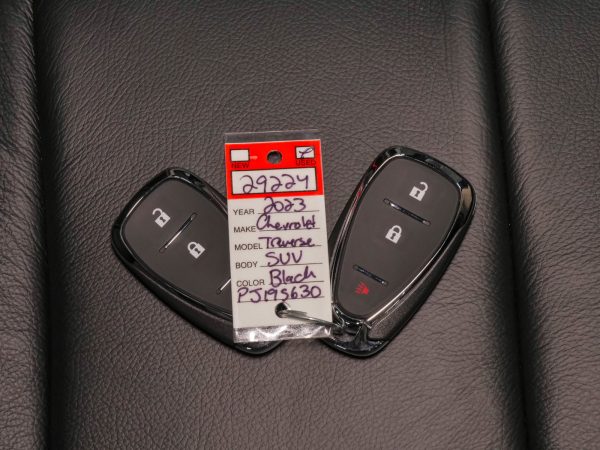 NEW USED
29224
YEAR 2023
MAKE Chevrolet
MODEL Traverse
BODY SUV
COLOR Black
PJ195630